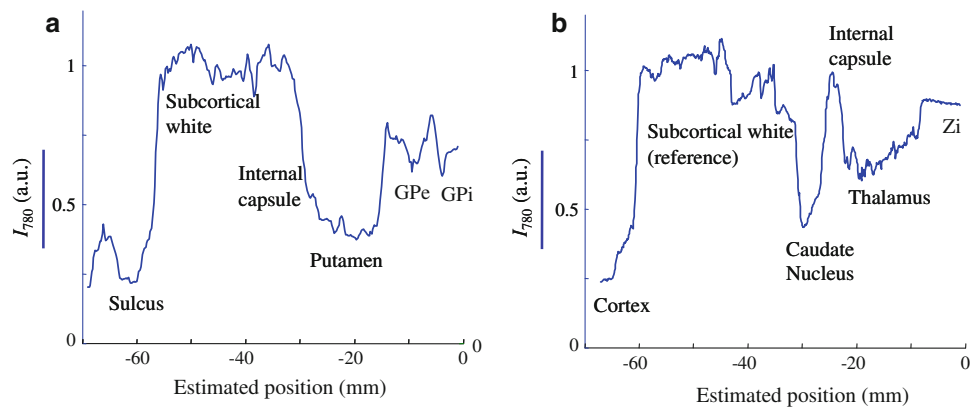 a
1
0.5
0
I780 (a.u.)
Subcortical
white
Internal
capsule
GPe
GPi
Putamen
Sulcus
-60
-40
-20
0
0
Estimated position (mm)
b
1
0.5
0
I780 (a.u.)
Internal
capsule
Subcortical white
(reference)
Zi
Thalamus
Caudate
Nucleus
Cortex
-60
-40
-20
0
Estimated position (mm)